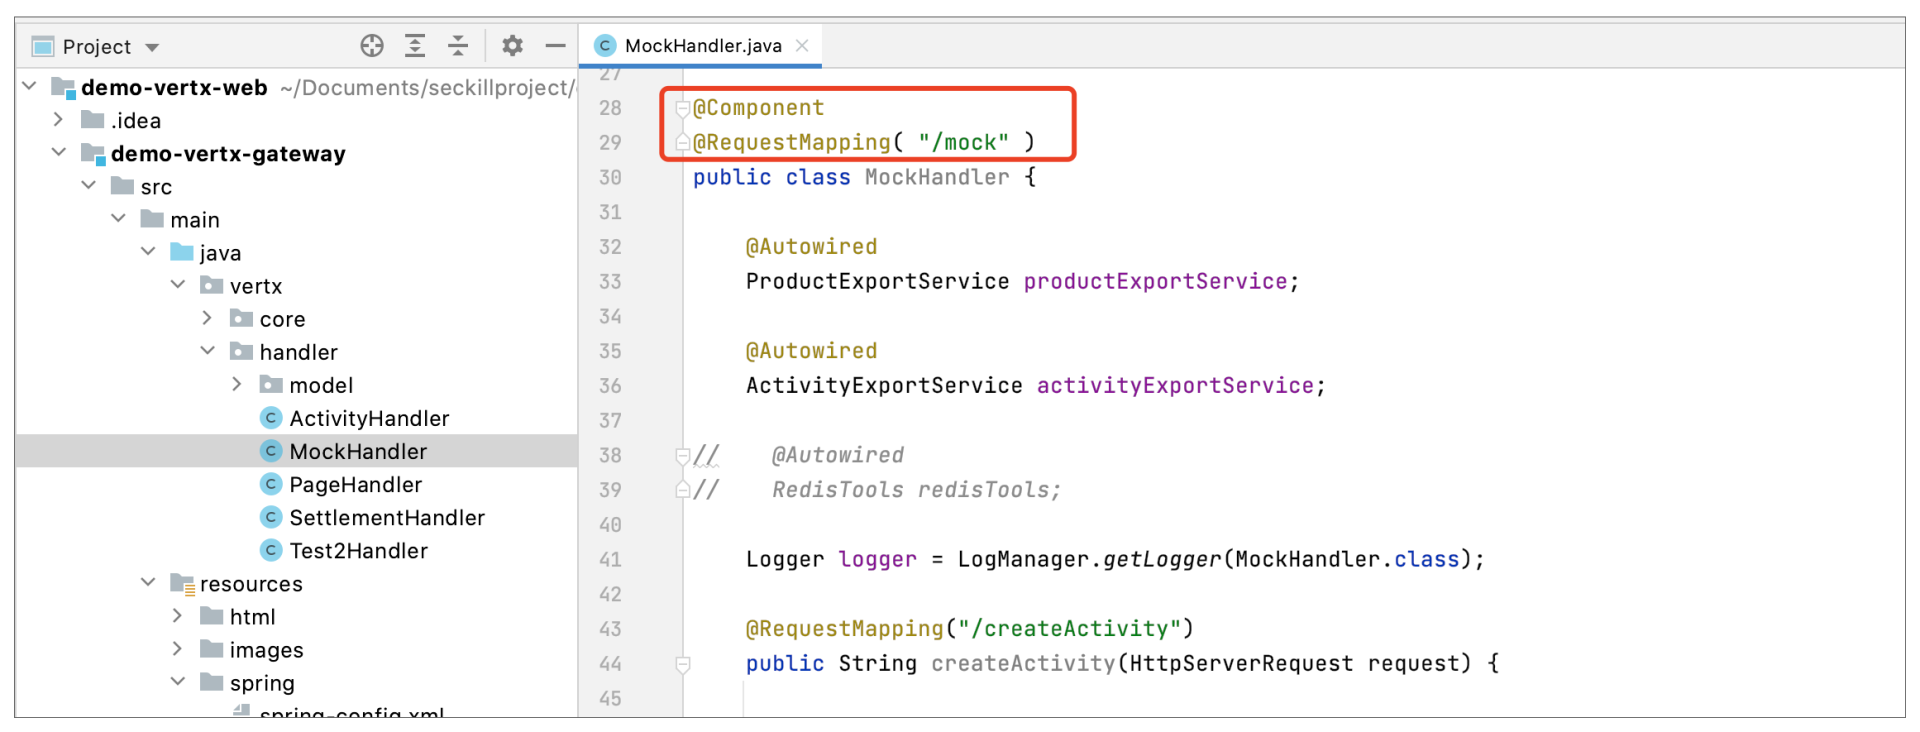 Project
MockHandler.java
demo-vertx-web ~/Documents/seckillproject/
.idea
demo-vertx-gateway
src
main
java
vertx
core
handler
model
ActivityHandler
MockHandler
PageHandler
SettlementHandler
Test2Handler
resources
html
images
spring
spring-config.xml
27
28 @Component
29 @RequestMapping( "/mock" )
30 public class MockHandler {
31
32 @Autowired
33 ProductExportService productExportService;
34
35 @Autowired
36 ActivityExportService activityExportService;
37
38 // @Autowired
39 // RedisTools redisTools;
40
41 Logger logger = LogManager.getLogger(MockHandler.class);
42
43 @RequestMapping("/createActivity")
44 public String createActivity(HttpServerRequest request) {
45